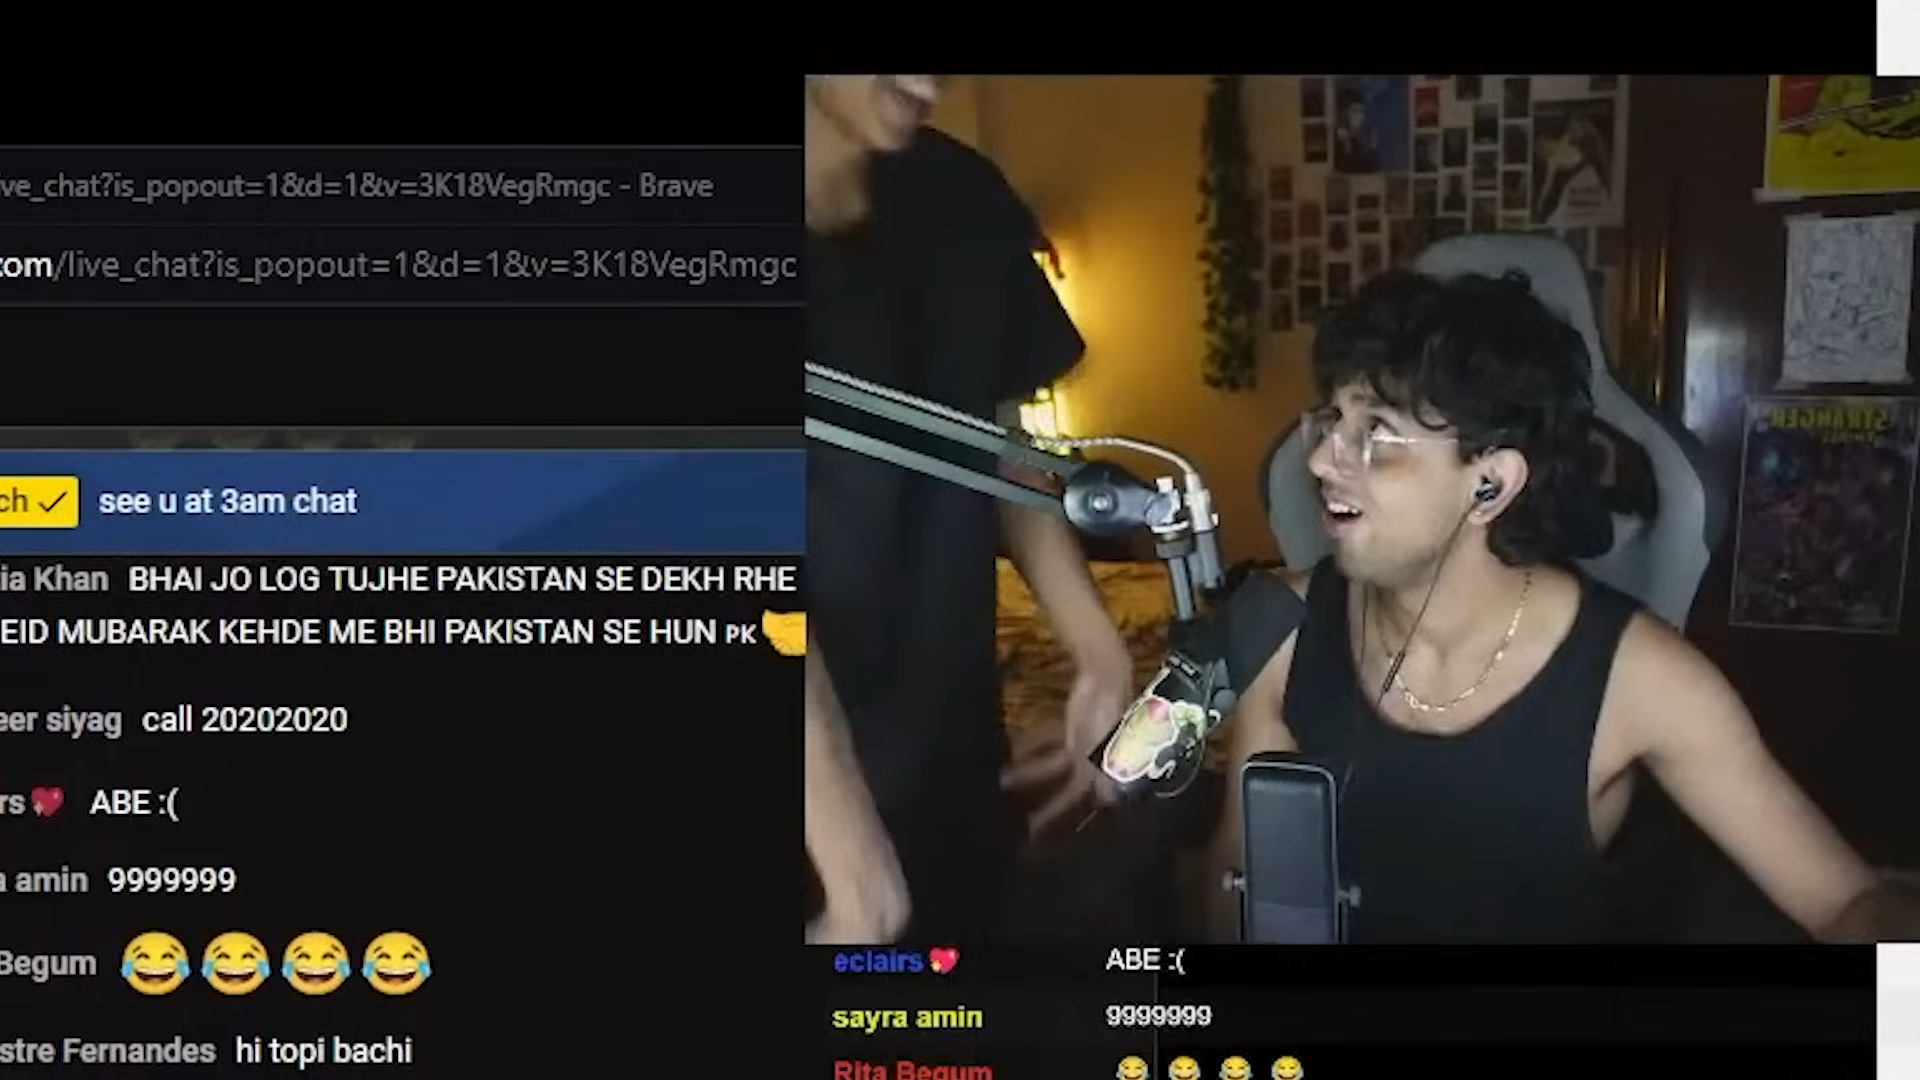 ve_chat?is_popout=1&d=1&v=3K18VegRmgc - Brave
com/live_chat?is_popout=1&d=1&v=3K18VegRmgc
ch ✓ see u at 3am chat
ia Khan BHAI JO LOG TUJHE PAKISTAN SE DEKH RHE
EID MUBARAK KEHDE ME BHI PAKISTAN SE HUN PK
eer siyag call 20202020
rs💖 ABE :(
a amin 9999999
Begum 😂😂😂😂
stre Fernandes hi topi bachi
STRANGER
eclairs💖 ABE :(
sayra amin 9999999
Rita Begum 😂😂😂😂